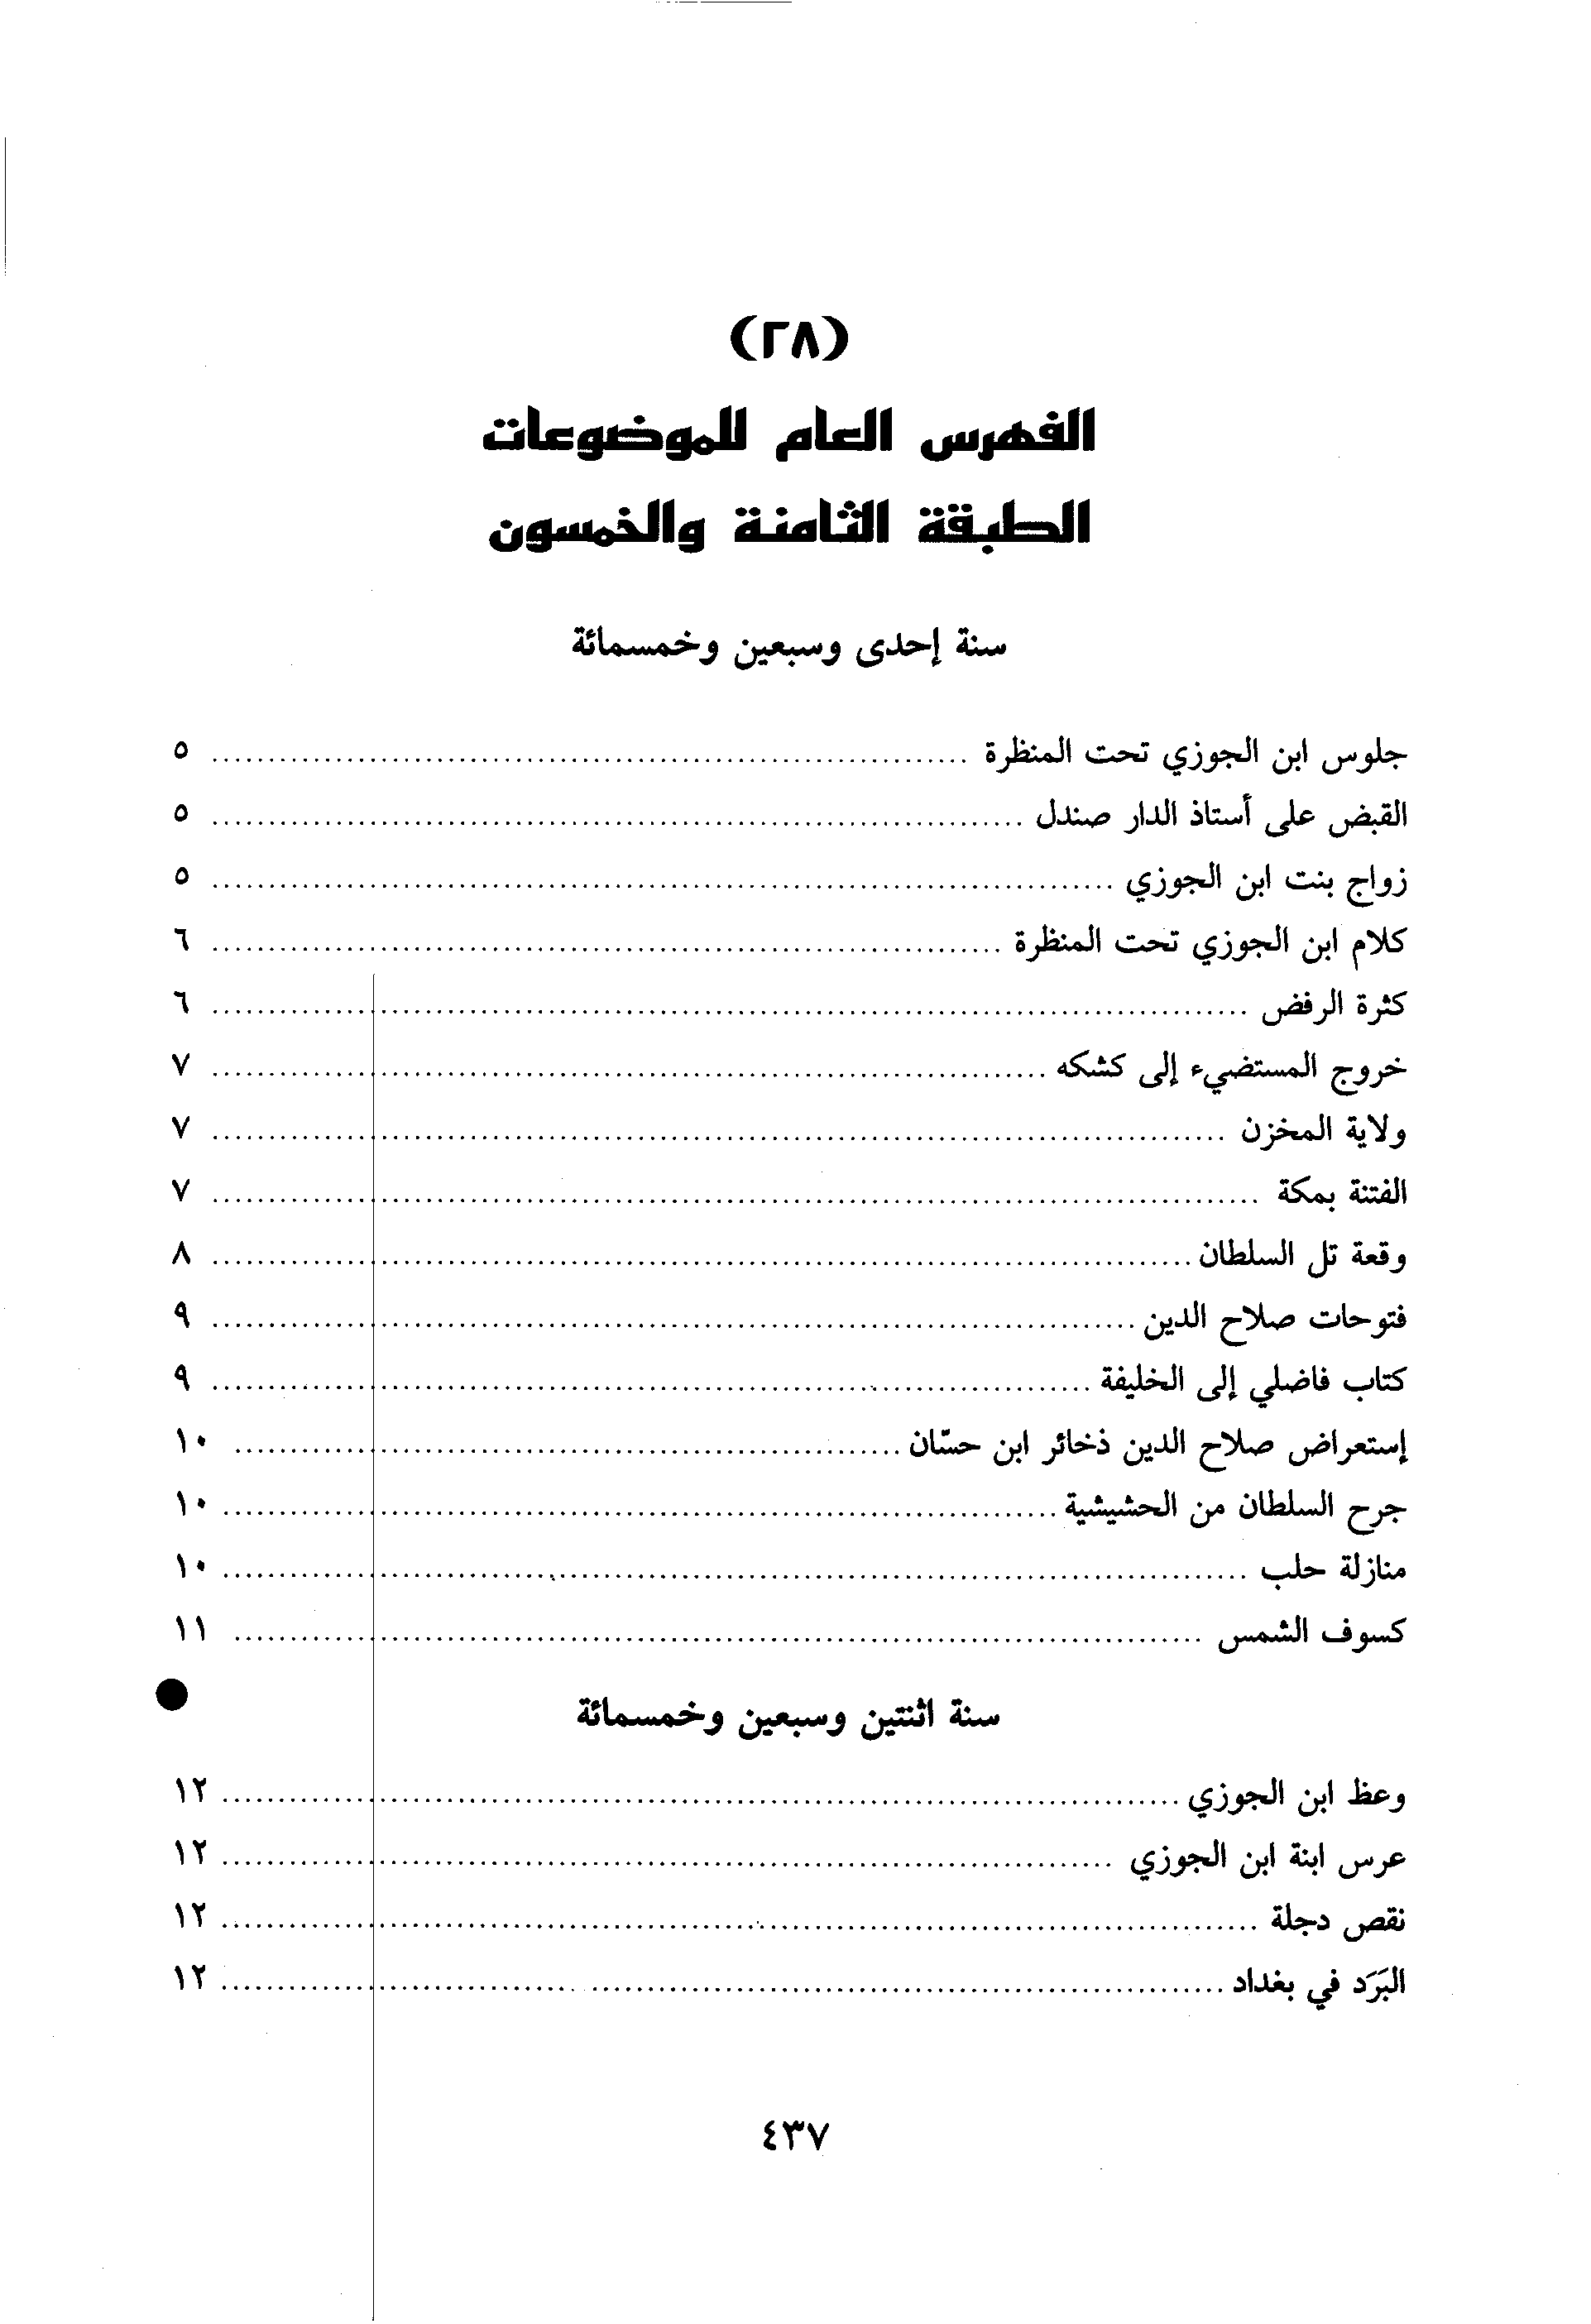 (٢٨)
الفهرس العام للموضوعات
الطبقة الثامنة والخمسون
سنة إحدى وسبعين وخمسمائة
جلوس ابن الجوزي تحت المنظرة ........ ٥
القبض على أستاذ الدار صندل ........ ٥
زواج بنت ابن الجوزي ........ ٥
كلام ابن الجوزي تحت المنظرة ........ ٦
كثرة الرفض ........ ٦
خروج المستضيء إلى كشكه ........ ٧
ولاية المخزن ........ ٧
الفتنة بمكة ........ ٧
وقعة تل السلطان ........ ٨
فتوحات صلاح الدين ........ ٩
كتاب فاضلي إلى الخليفة ........ ٩
إستعراض صلاح الدين ذخائر ابن حسّان ........ ١٠
جرح السلطان من الحشيشية ........ ١٠
منازلة حلب ........ ١٠
كسوف الشمس ........ ١١
سنة اثنتين وسبعين وخمسمائة
وعظ ابن الجوزي ........ ١٢
عرس ابنة ابن الجوزي ........ ١٢
نقص دجلة ........ ١٢
البَرَد في بغداد ........ ١٢
٤٣٧